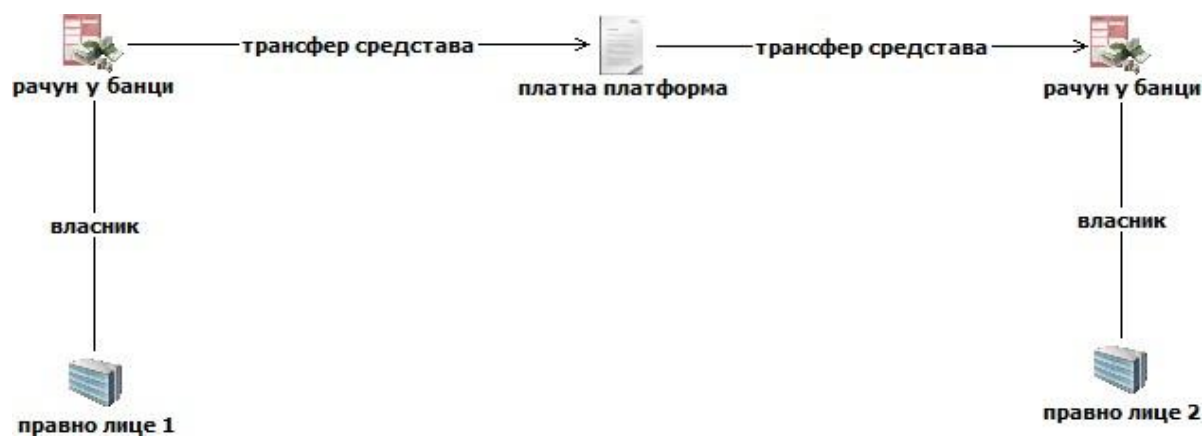 трансфер средстава
трансфер средстава
рачун у банци
платна платформа
рачун у банци
власник
власник
правно лице 1
правно лице 2